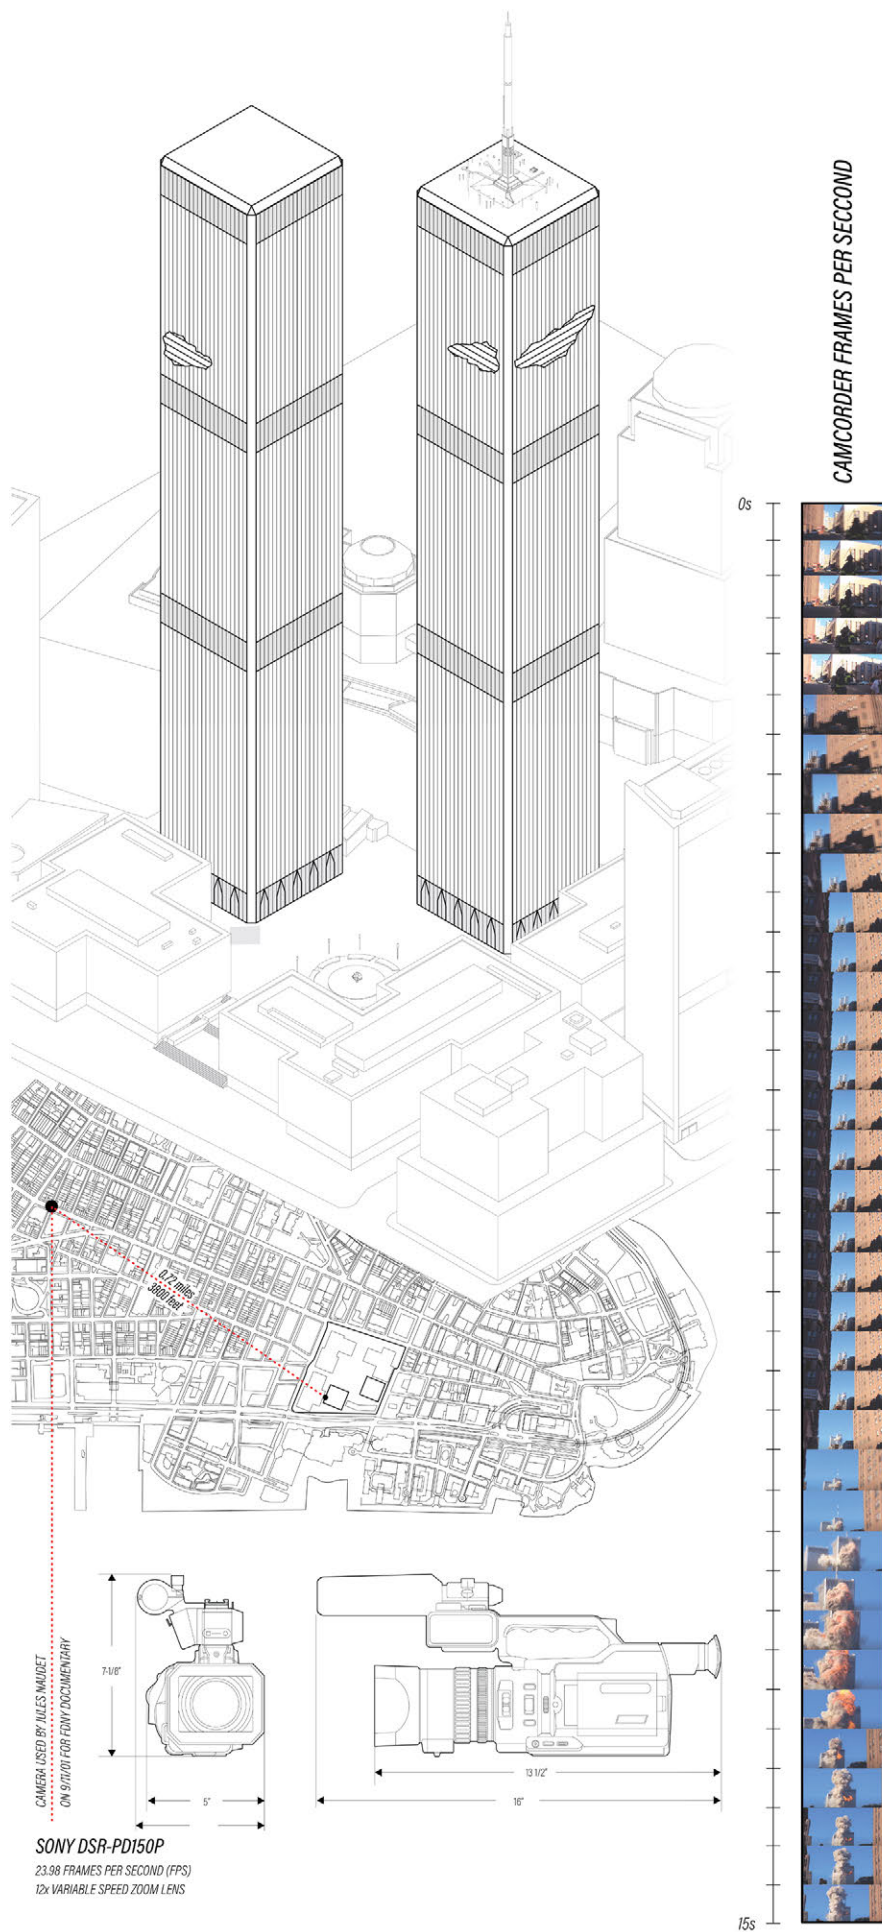 CAMCORDER FRAMES PER SECCOND
0s
0.72 miles
3800 feet
7-1/8"
CAMERA USED BY JULES NAUDET
ON 9/11/01 FOR FDNY DOCUMENTARY
5"
13 1/2"
16"
SONY DSR-PD150P
23.98 FRAMES PER SECOND (FPS)
12x VARIABLE SPEED ZOOM LENS
15s